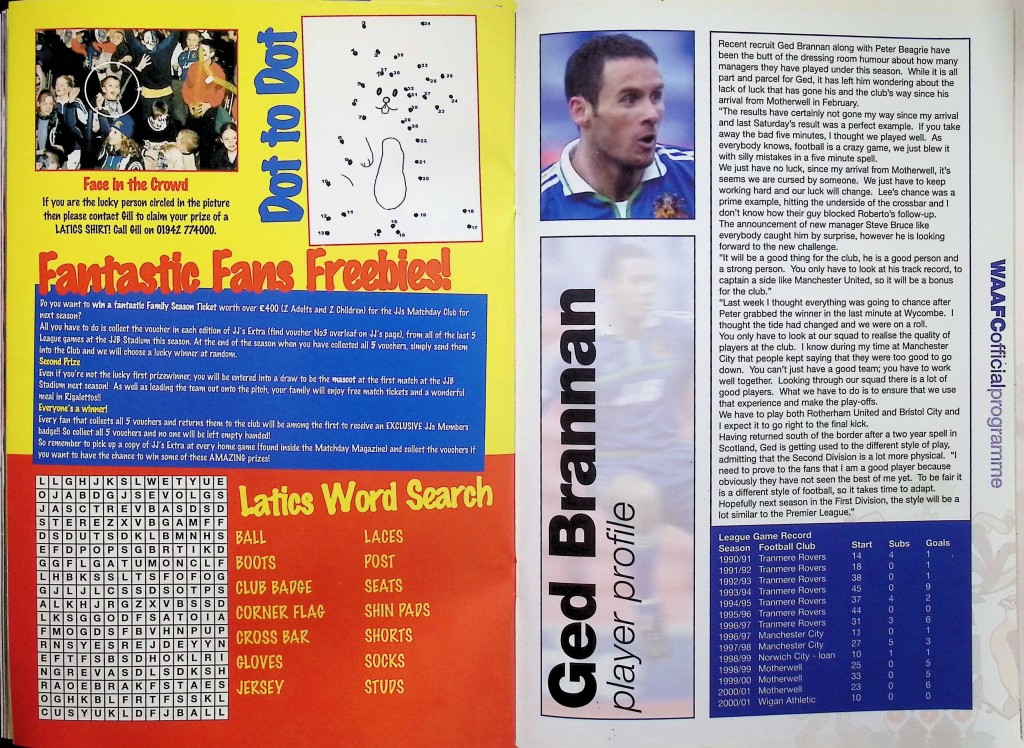 Face in the Crowd
If you are the lucky person circled in the picture
then please contact Gill to claim your prize of a
LATICS SHIRT! Call Gill on 01942 774000.
Dot to Dot
Fantastic Fans Freebies!
Do you want to win a fantastic Family Season Ticket worth over £400 (2 Adults and 2 Children) for the JJs Matchday Club for
next season?
All you have to do is collect the voucher in each edition of JJ's Extra (find voucher No3 overleaf on JJ's page), from all of the last 5
League games at the JJB Stadium this season. At the end of the season when you have collected all 5 vouchers, simply send them
into the Club and we will choose a lucky winner at random.
Second Prize
Even if you're not the lucky first prizewinner, you will be entered into a draw to be the mascot at the first match at the JJB
Stadium next season! As well as leading the team out onto the pitch, your family will enjoy free match tickets and a wonderful
meal in Rigalettos!!
Everyone's a winner!
Every fan that collects all 5 vouchers and returns them to the club will be among the first to receive an EXCLUSIVE JJs Members
badge!! So collect all 5 vouchers and no one will be left empty handed!
So remember to pick up a copy of JJ's Extra at every home game (found inside the Matchday Magazine) and collect the vouchers if
you want to have the chance to win some of these AMAZING prizes!
LLGHJKSLWETYUE
OJABDGJSEVOLGS
JASCTREVBASDSD
STEREZXVBGAMFF
DSDUTSDKLBMNHS
EFDPOPSGBRTIKD
GGFLGATUMONCLF
LHBKSSLTSFOFOG
GJLJLCSSDSOTPS
ALKHJRGZXVBSSD
LKSGGODFSATOIA
FMOGDSFBVHNPUP
RNSYESREJDEYYN
EFTFSBSDHOKLRI
NGREVASDLSDKSH
RAOEBRAKFSTAES
OGHKBLFRTFSSKL
CUSYUKLDFJBALL
Latics Word Search
BALL LACES
BOOTS POST
CLUB BADGE SEATS
CORNER FLAG SHIN PADS
CROSS BAR SHORTS
GLOVES SOCKS
JERSEY STUDS
Ged Brannan
player profile
Recent recruit Ged Brannan along with Peter Beagrie have
been the butt of the dressing room humour about how many
managers they have played under this season. While it is all
part and parcel for Ged, it has left him wondering about the
lack of luck that has gone his and the club's way since his
arrival from Motherwell in February.
"The results have certainly not gone my way since my arrival
and last Saturday's result was a perfect example. If you take
away the bad five minutes, I thought we played well. As
everybody knows, football is a crazy game, we just blew it
with silly mistakes in a five minute spell.
We just have no luck, since my arrival from Motherwell, it's
seems we are cursed by someone. We just have to keep
working hard and our luck will change. Lee's chance was a
prime example, hitting the underside of the crossbar and I
don't know how their guy blocked Roberto's follow-up.
The announcement of new manager Steve Bruce like
everybody caught him by surprise, however he is looking
forward to the new challenge.
"It will be a good thing for the club, he is a good person and
a strong person. You only have to look at his track record, to
captain a side like Manchester United, so it will be a bonus
for the club."
"Last week I thought everything was going to chance after
Peter grabbed the winner in the last minute at Wycombe. I
thought the tide had changed and we were on a roll.
You only have to look at our squad to realise the quality of
players at the club. I know during my time at Manchester
City that people kept saying that they were too good to go
down. You can't just have a good team; you have to work
well together. Looking through our squad there is a lot of
good players. What we have to do is to ensure that we use
that experience and make the play-offs.
We have to play both Rotherham United and Bristol City and
I expect it to go right to the final kick.
Having returned south of the border after a two year spell in
Scotland, Ged is getting used to the different style of play,
admitting that the Second Division is a lot more physical. "I
need to prove to the fans that I am a good player because
obviously they have not seen the best of me yet. To be fair it
is a different style of football, so it takes time to adapt.
Hopefully next season in the First Division, the style will be a
lot similar to the Premier League."
League Game Record
Season Football Club Start Subs Goals
1990/91 Tranmere Rovers 14 4 1
1991/92 Tranmere Rovers 18 0 1
1992/93 Tranmere Rovers 38 0 1
1993/94 Tranmere Rovers 45 0 9
1994/95 Tranmere Rovers 37 4 2
1995/96 Tranmere Rovers 44 0 0
1996/97 Tranmere Rovers 31 3 6
1996/97 Manchester City 11 0 1
1997/98 Manchester City 27 5 3
1998/99 Norwich City - loan 10 1 1
1998/99 Motherwell 25 0 5
1999/00 Motherwell 33 0 5
2000/01 Motherwell 23 0 6
2000/01 Wigan Athletic 10 0 0
WAAFCofficialprogramme